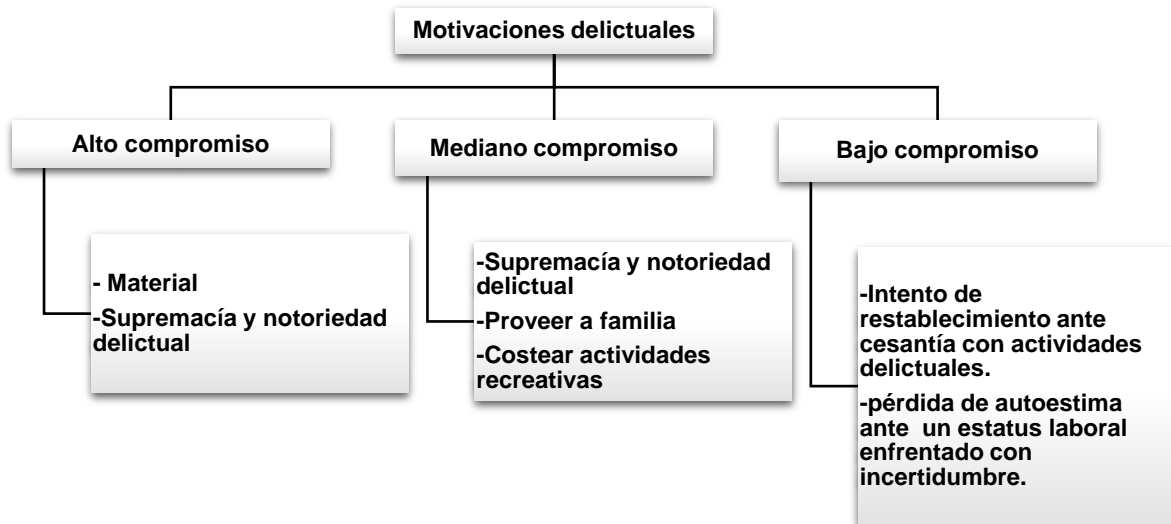 Motivaciones delictuales
Alto compromiso
- Material
-Supremacía y notoriedad
delictual
Mediano compromiso
-Supremacía y notoriedad
delictual
-Proveer a familia
-Costear actividades
recreativas
Bajo compromiso
-Intento de
restablecimiento ante
cesantía con actividades
delictuales.
-pérdida de autoestima
ante un estatus laboral
enfrentado con
incertidumbre.